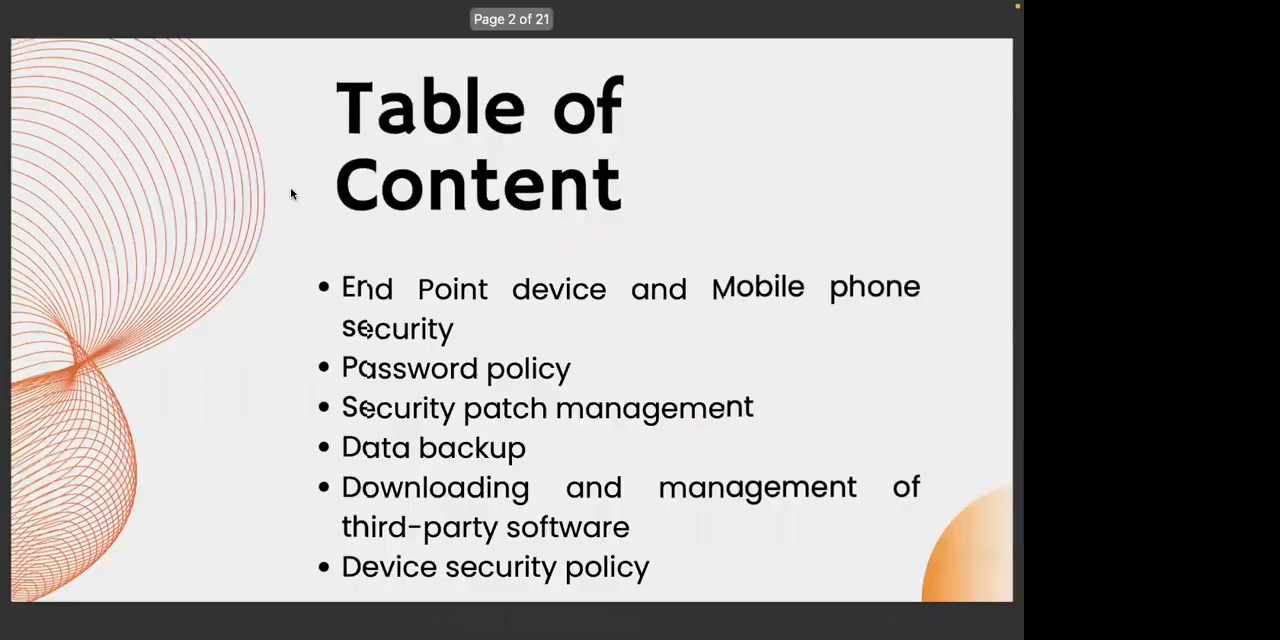 Page 2 of 21
Table of
Content
• End Point device and Mobile phone
security
• Password policy
• Security patch management
• Data backup
• Downloading and management of
third-party software
• Device security policy